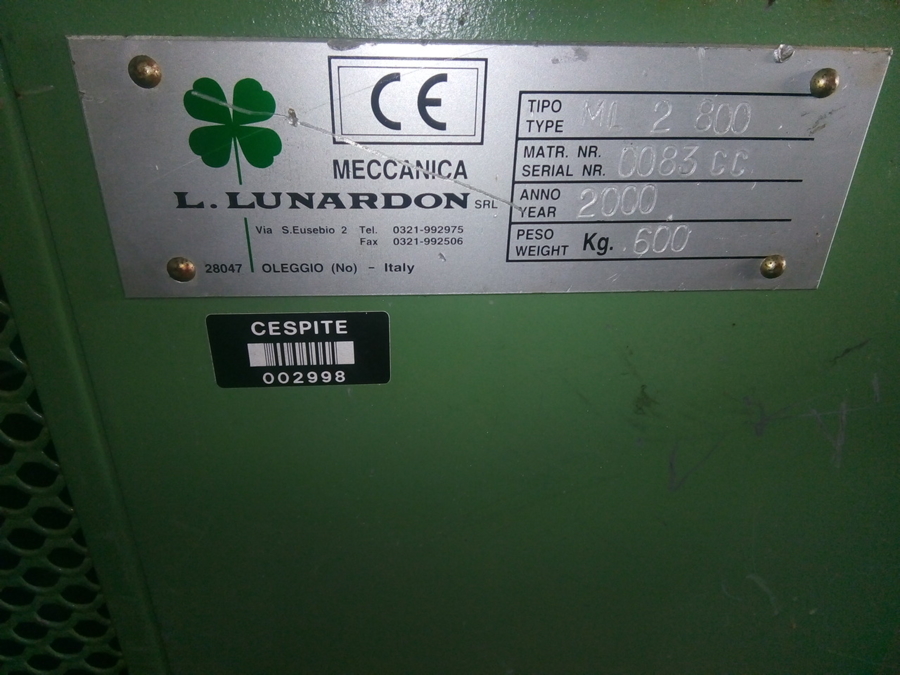 CE
MECCANICA
L. LUNARDON SRL
Via S.Eusebio 2 Tel. 0321-992975
Fax 0321-992506
28047 OLEGGIO (No) - Italy
TIPO
TYPE ML 2 800
MATR. NR.
SERIAL NR. 0083 CC
ANNO
YEAR 2000
PESO
WEIGHT Kg. 600
CESPITE
002998